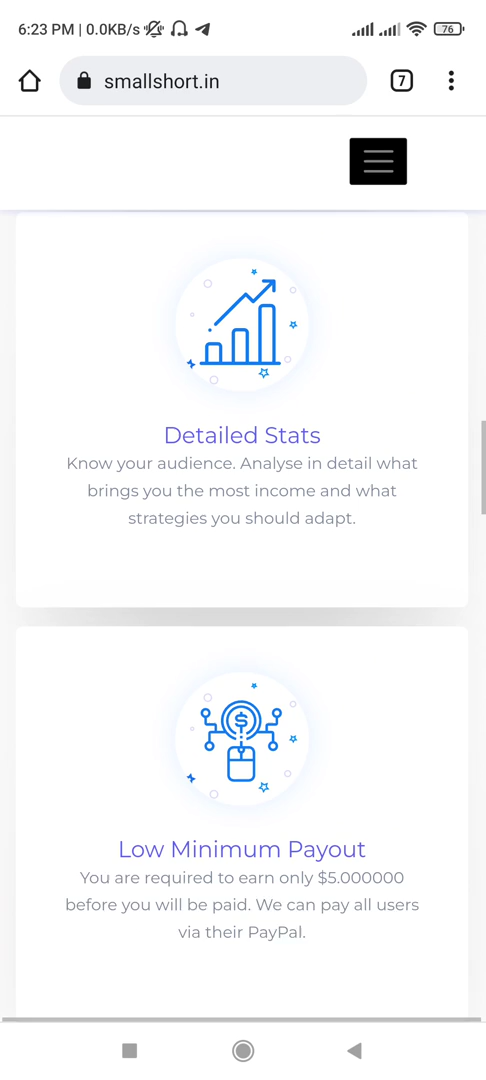 6:23 PM | 0.0KB/s
76
smallshort.in
7
Detailed Stats
Know your audience. Analyse in detail what
brings you the most income and what
strategies you should adapt.
$
Low Minimum Payout
You are required to earn only $5.000000
before you will be paid. We can pay all users
via their PayPal.